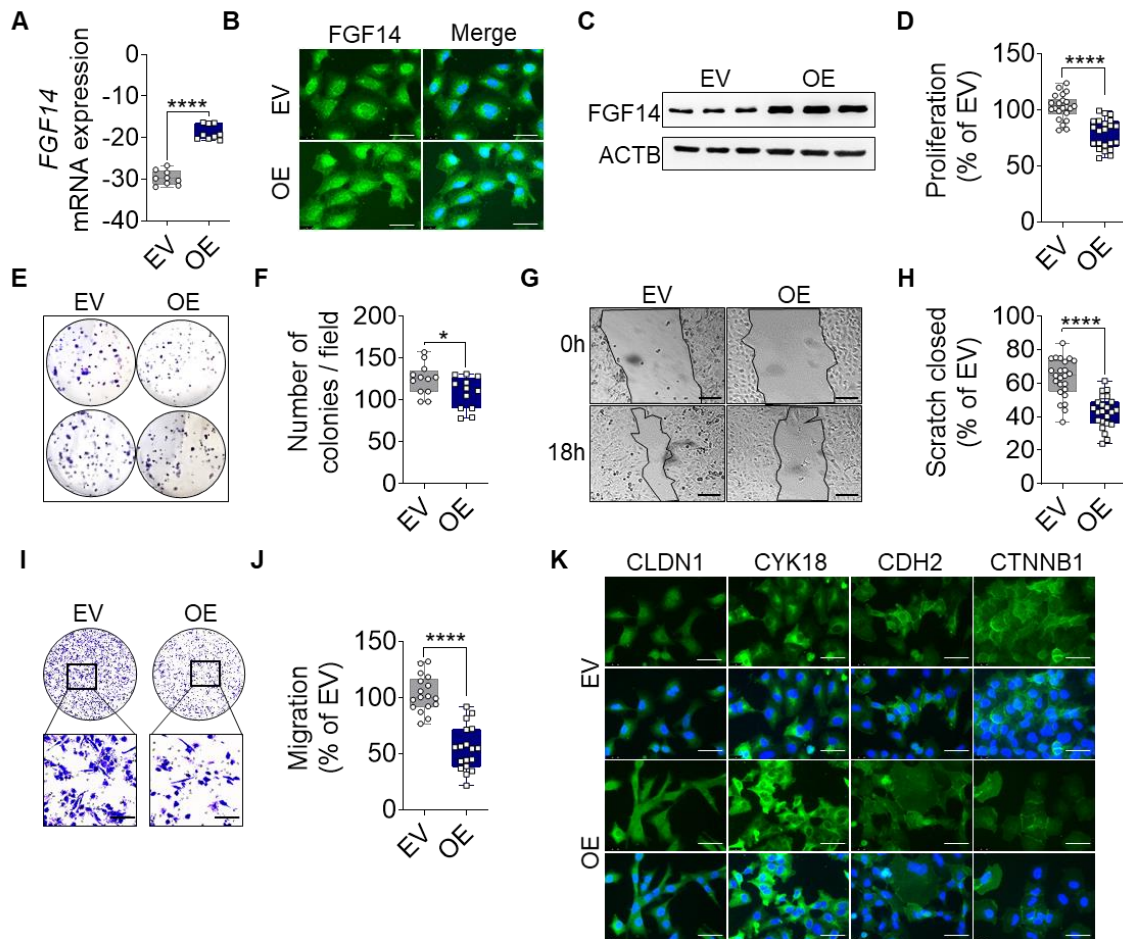 A
FGF14
mRNA expression
0
-10
-20
-30
-40
****
EV
OE
B
FGF14
Merge
EV
OE
C
EV
OE
FGF14
ACTB
D
Proliferation
(% of EV)
150
100
50
0
****
EV
OE
E
EV
OE
F
Number of
colonies / field
200
150
100
50
0
*
EV
OE
G
EV
OE
0h
18h
H
Scratch closed
(% of EV)
100
80
60
40
20
0
****
EV
OE
I
EV
OE
J
Migration
(% of EV)
150
100
50
0
****
EV
OE
K
CLDN1
CYK18
CDH2
CTNNB1
EV
OE